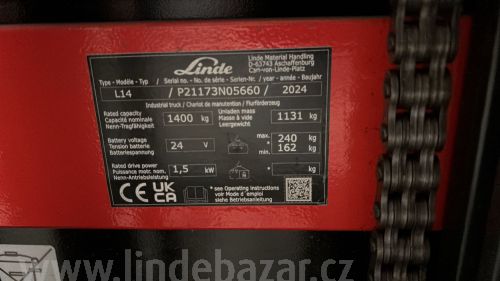 Linde
Linde Material Handling
D-63743 Aschaffenburg
Carl-von-Linde-Platz
Type - Modèle - Typ / Serial no. - No. de série - Serien-Nr. / year - année - Baujahr
L14 / P21173N05660 / 2024
Industrial truck / Chariot de manutention / Flurförderzeug
Rated capacity
Capacité nominale
Nenn-Tragfähigkeit
1400 kg
Unladen mass
Masse à vide
Leergewicht
1131 kg
Battery voltage
Tension batterie
Batteriespannung
24 V
max. 240 kg
* min. 162 kg
Rated drive power
Puissance mot. nom.
Nenn-Antriebsleistung
1,5 kW
* kg
CE UK CA
* see Operating instructions
voir Mode d'emploi
siehe Betriebsanleitung
www.lindebazar.cz